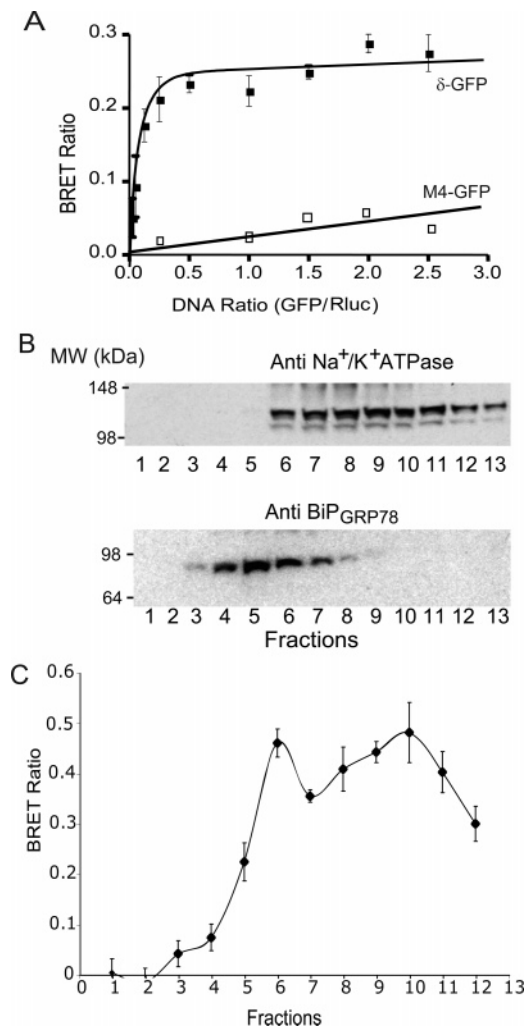 A
0.3
0.2
0.1
0.0
BRET Ratio
δ-GFP
M4-GFP
0.0 0.5 1.0 1.5 2.0 2.5 3.0
DNA Ratio (GFP/Rluc)
B
MW (kDa)
Anti Na⁺/K⁺ATPase
148
98
1 2 3 4 5 6 7 8 9 10 11 12 13
Anti BiP GRP78
98
64
1 2 3 4 5 6 7 8 9 10 11 12 13
Fractions
C
0.6
0.5
0.4
0.3
0.2
0.1
0
BRET Ratio
0 1 2 3 4 5 6 7 8 9 10 11 12 13
Fractions